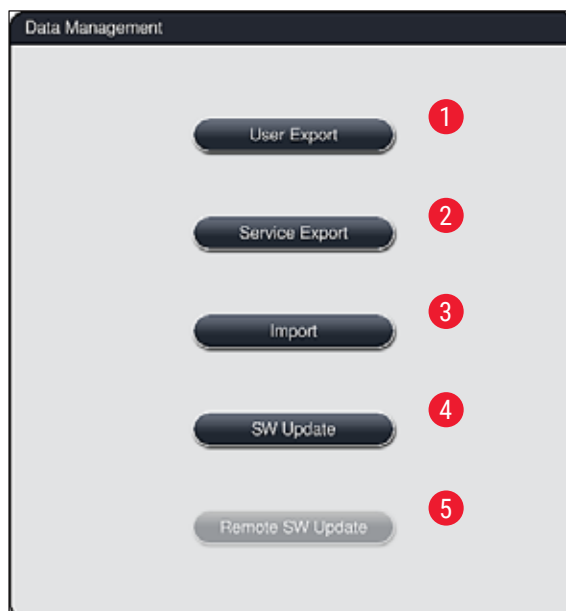 Data Management
User Export 1
Service Export 2
Import 3
SW Update 4
Remote SW Update 5